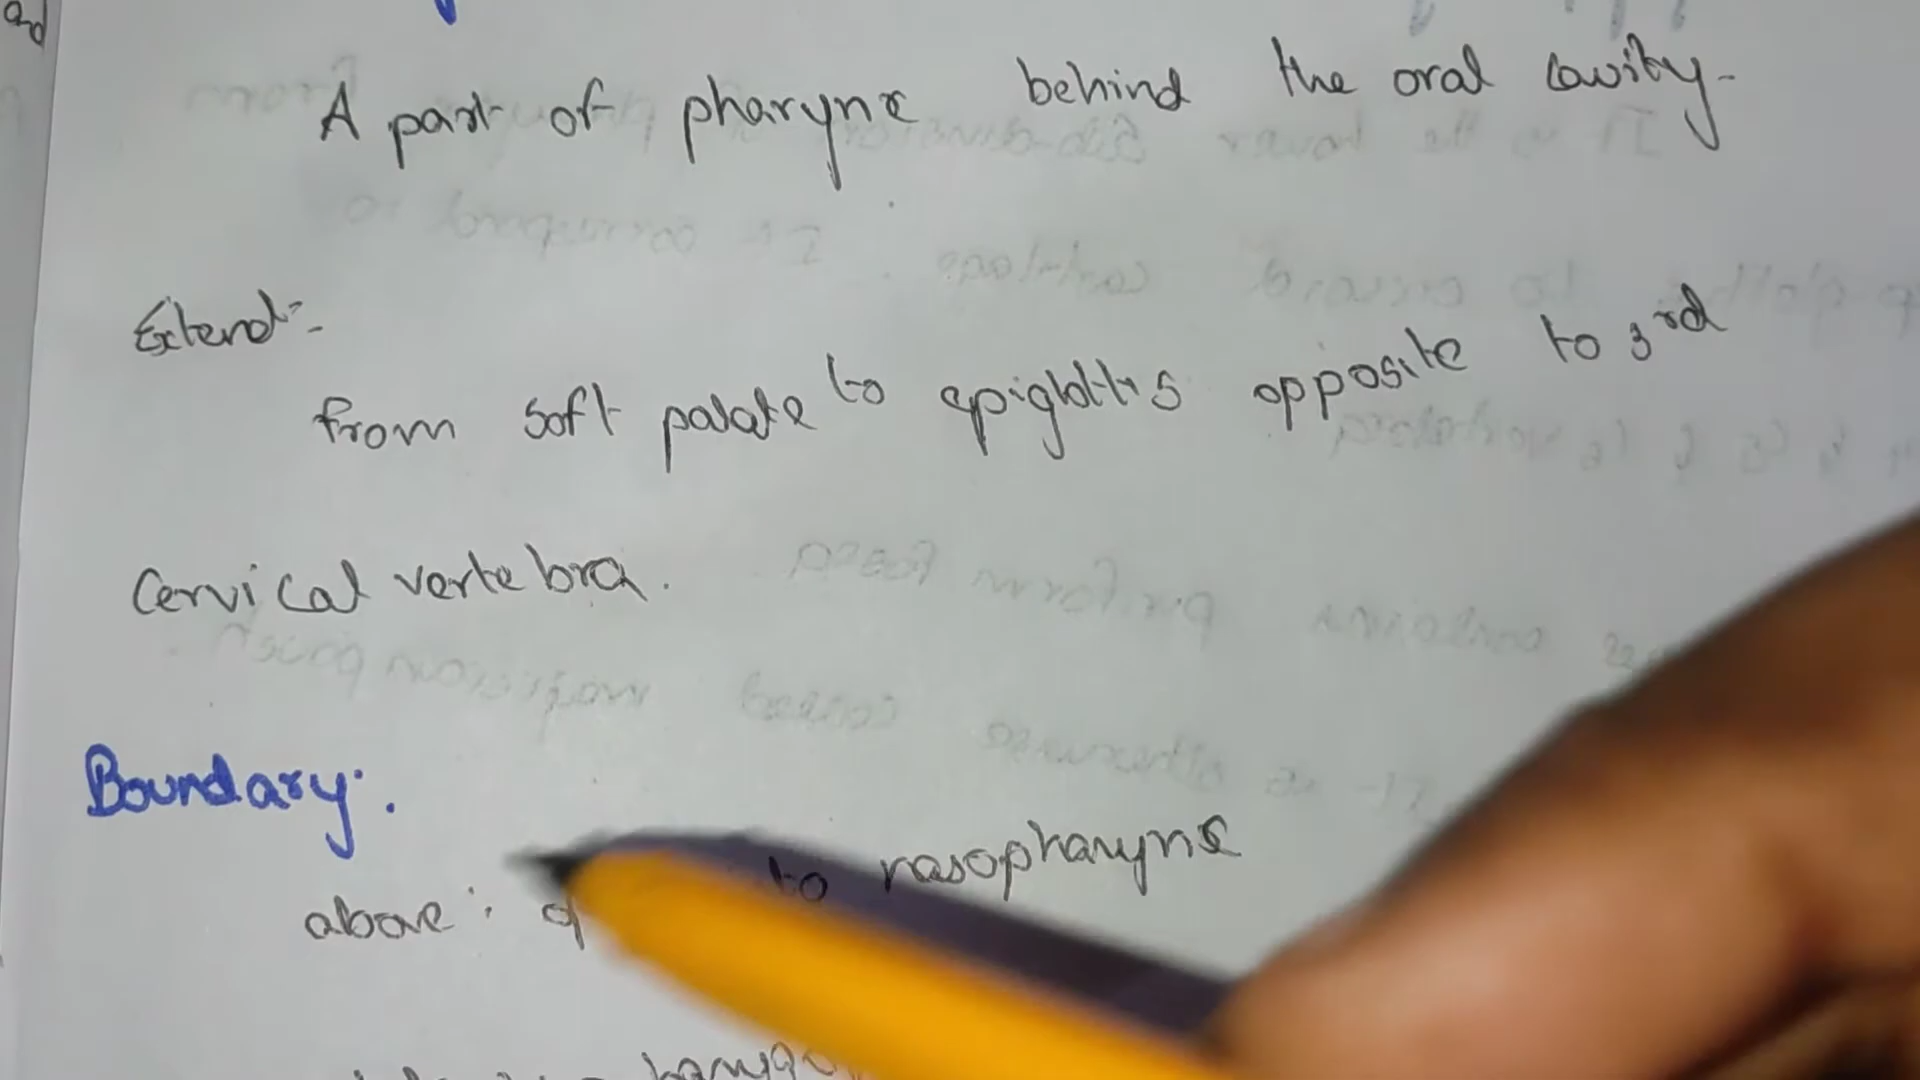 and
A part of pharynx behind the oral cavity.
Extend:-
from soft palate to epiglottis opposite to 3rd
Cervical vertebra.
Boundary:
above: to nasopharynx